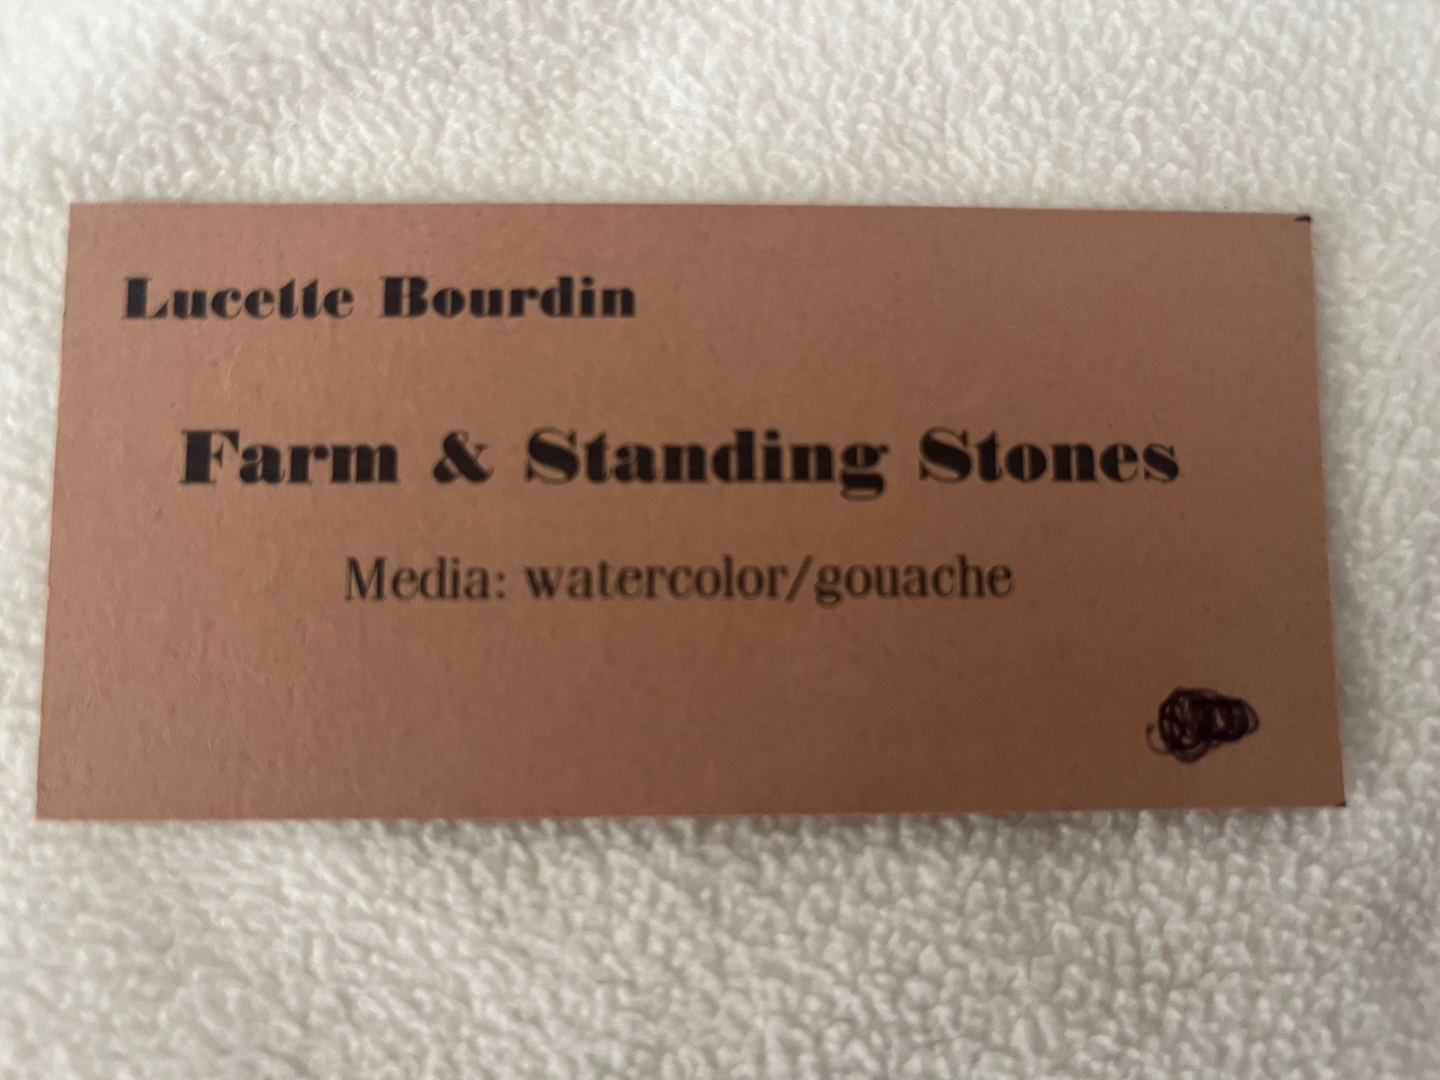 Lucette Bourdin
Farm & Standing Stones
Media: watercolor/gouache